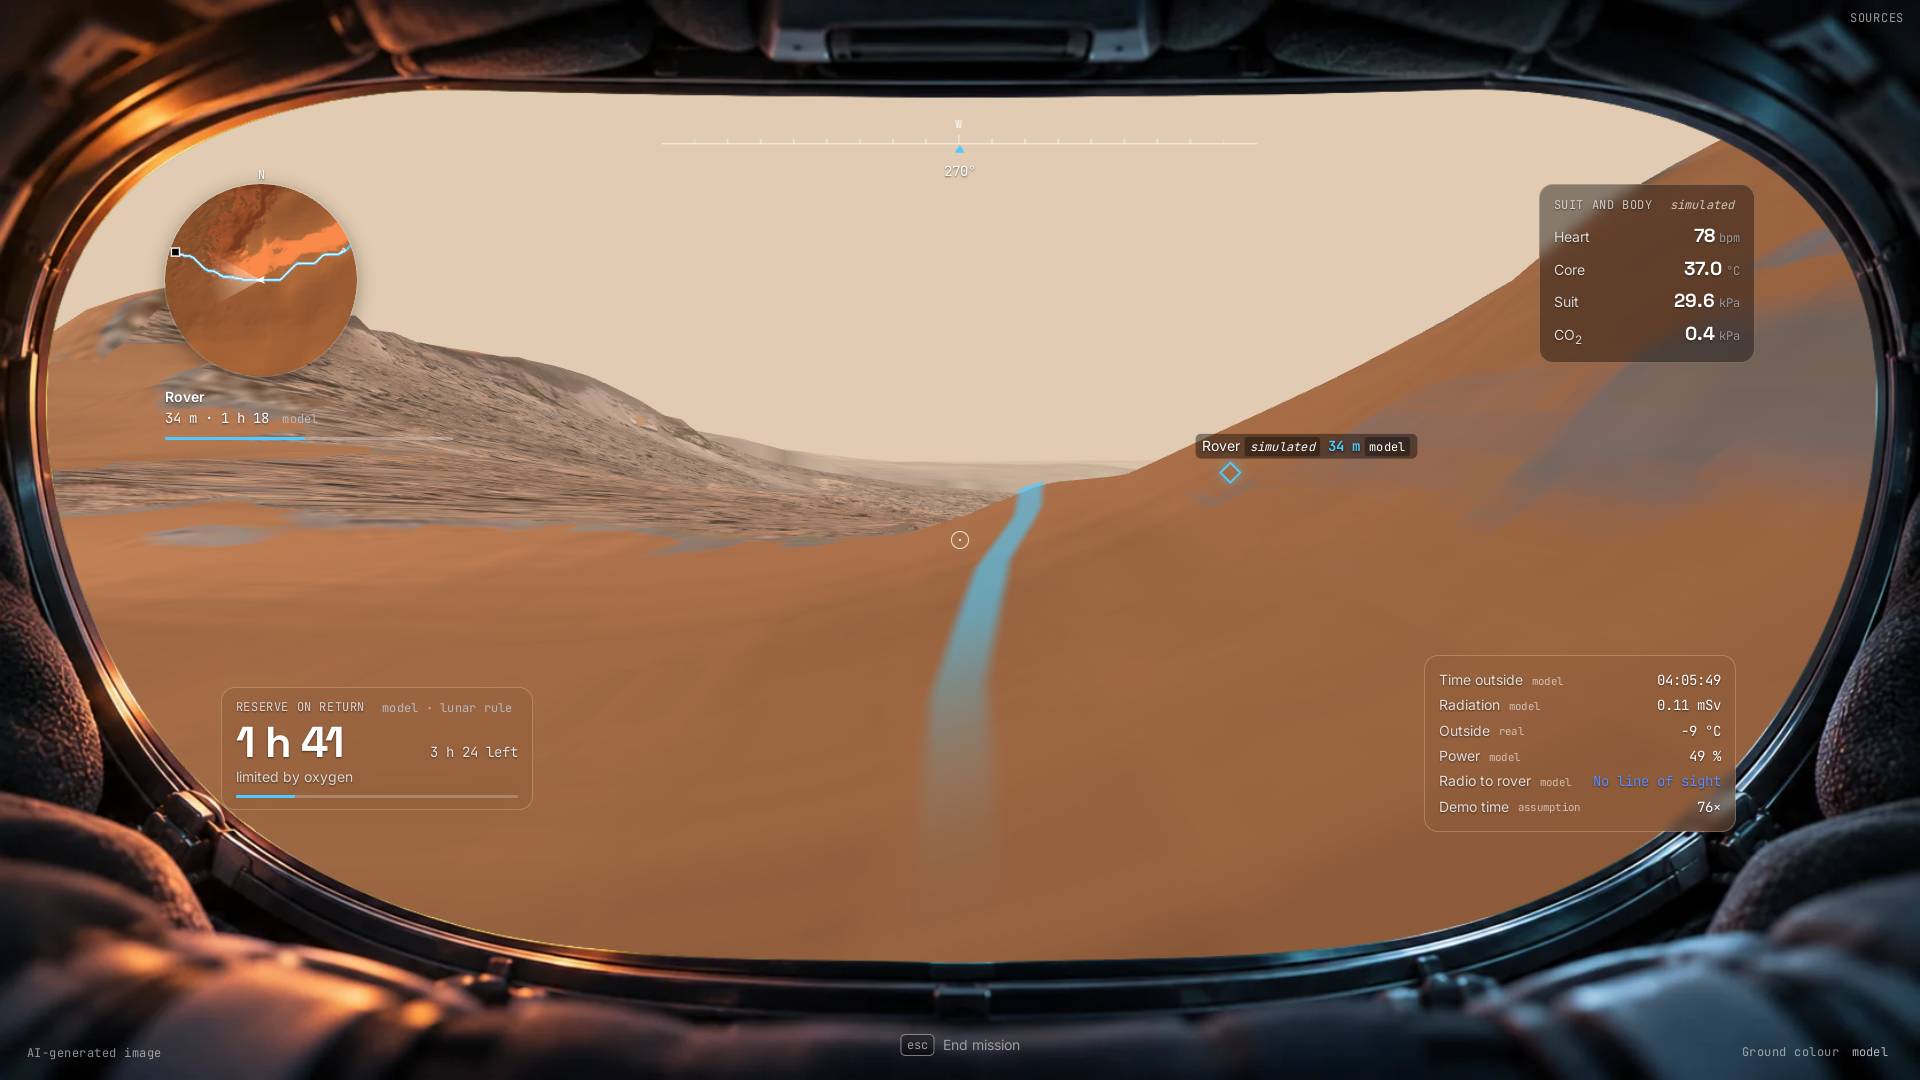 SOURCES
W
270°
N
Rover
34 m · 1 h 18 model
SUIT AND BODY simulated
Heart 78 bpm
Core 37.0 °C
Suit 29.6 kPa
CO2 0.4 kPa
Rover simulated 34 m model
RESERVE ON RETURN model · lunar rule
1 h 41 3 h 24 left
limited by oxygen
Time outside model 04:05:49
Radiation model 0.11 mSv
Outside real -9 °C
Power model 49 %
Radio to rover model No line of sight
Demo time assumption 76×
esc End mission
AI-generated image
Ground colour model